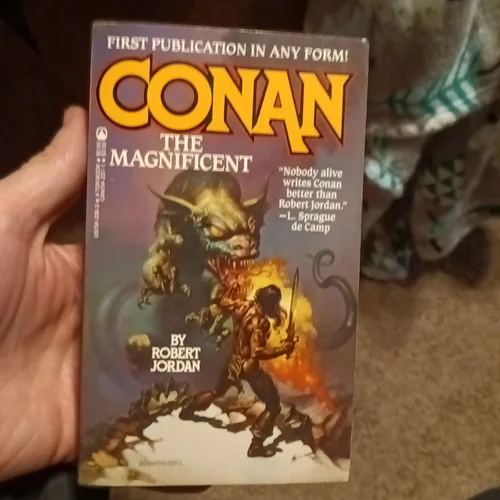 FIRST PUBLICATION IN ANY FORM!
CONAN
THE
MAGNIFICENT
"Nobody alive
writes Conan
better than
Robert Jordan."
—L. Sprague
de Camp
BY
ROBERT
JORDAN